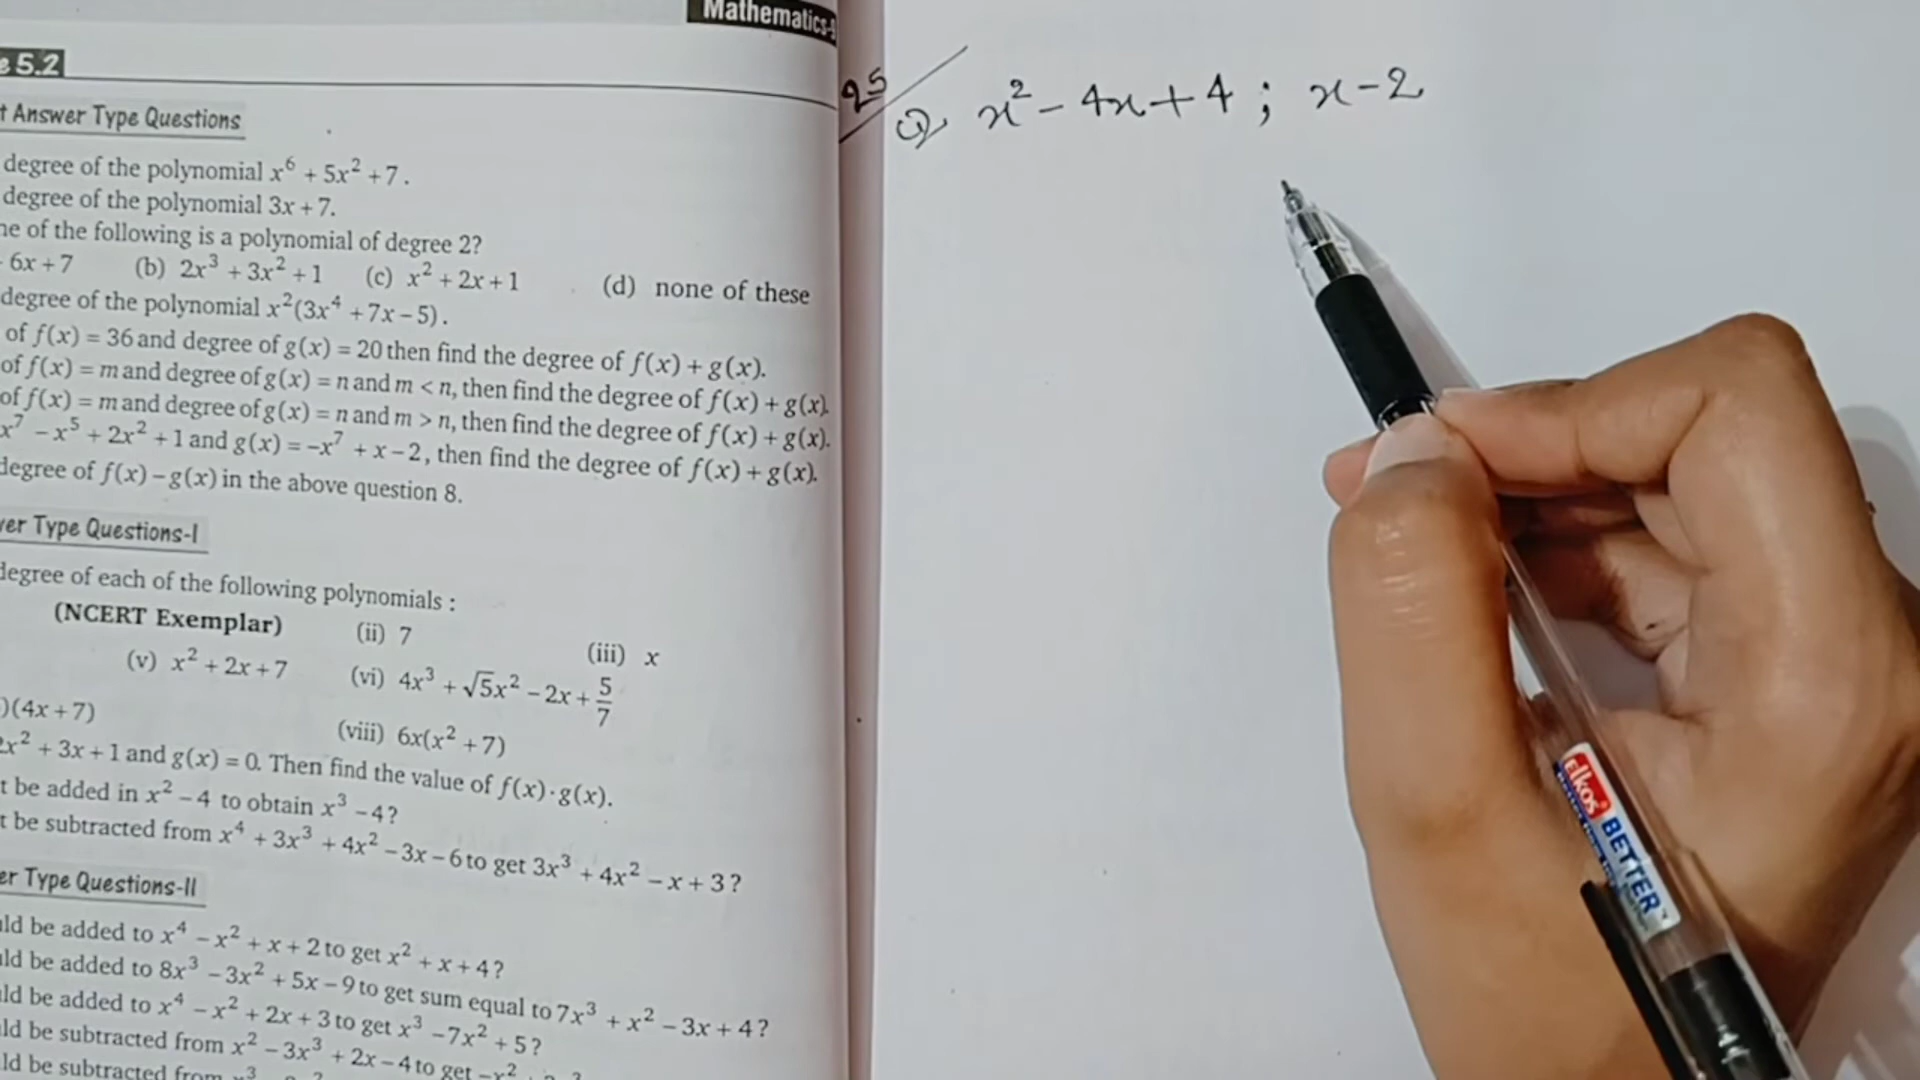 Mathematics-9
5.2
Answer Type Questions
degree of the polynomial x⁶ + 5x² + 7.
degree of the polynomial 3x + 7.
of the following is a polynomial of degree 2?
6x + 7 (b) 2x³ + 3x² + 1 (c) x² + 2x + 1 (d) none of these
degree of the polynomial x²(3x⁴ + 7x – 5).
of f(x) = 36 and degree of g(x) = 20 then find the degree of f(x) + g(x).
of f(x) = m and degree of g(x) = n and m < n, then find the degree of f(x) + g(x).
of f(x) = m and degree of g(x) = n and m > n, then find the degree of f(x) + g(x).
x⁷ – x⁵ + 2x² + 1 and g(x) = –x⁷ + x – 2, then find the degree of f(x) + g(x).
degree of f(x) – g(x) in the above question 8.
Type Questions-I
degree of each of the following polynomials :
(NCERT Exemplar) (ii) 7 (iii) x
(v) x² + 2x + 7 (vi) 4x³ + √5x² – 2x + 5/7
)(4x + 7) (viii) 6x(x² + 7)
2x² + 3x + 1 and g(x) = 0. Then find the value of f(x)·g(x).
be added in x² – 4 to obtain x³ – 4?
be subtracted from x⁴ + 3x³ + 4x² – 3x – 6 to get 3x³ + 4x² – x + 3?
Type Questions-II
be added to x⁴ – x² + x + 2 to get x² + x + 4?
be added to 8x³ – 3x² + 5x – 9 to get sum equal to 7x³ + x² – 3x + 4?
be added to x⁴ – x² + 2x + 3 to get x³ – 7x² + 5?
be subtracted from x² – 3x³ + 2x – 4 to get –x²
be subtracted from
25
Q x² – 4x + 4 ; x – 2
elkos
BETTER